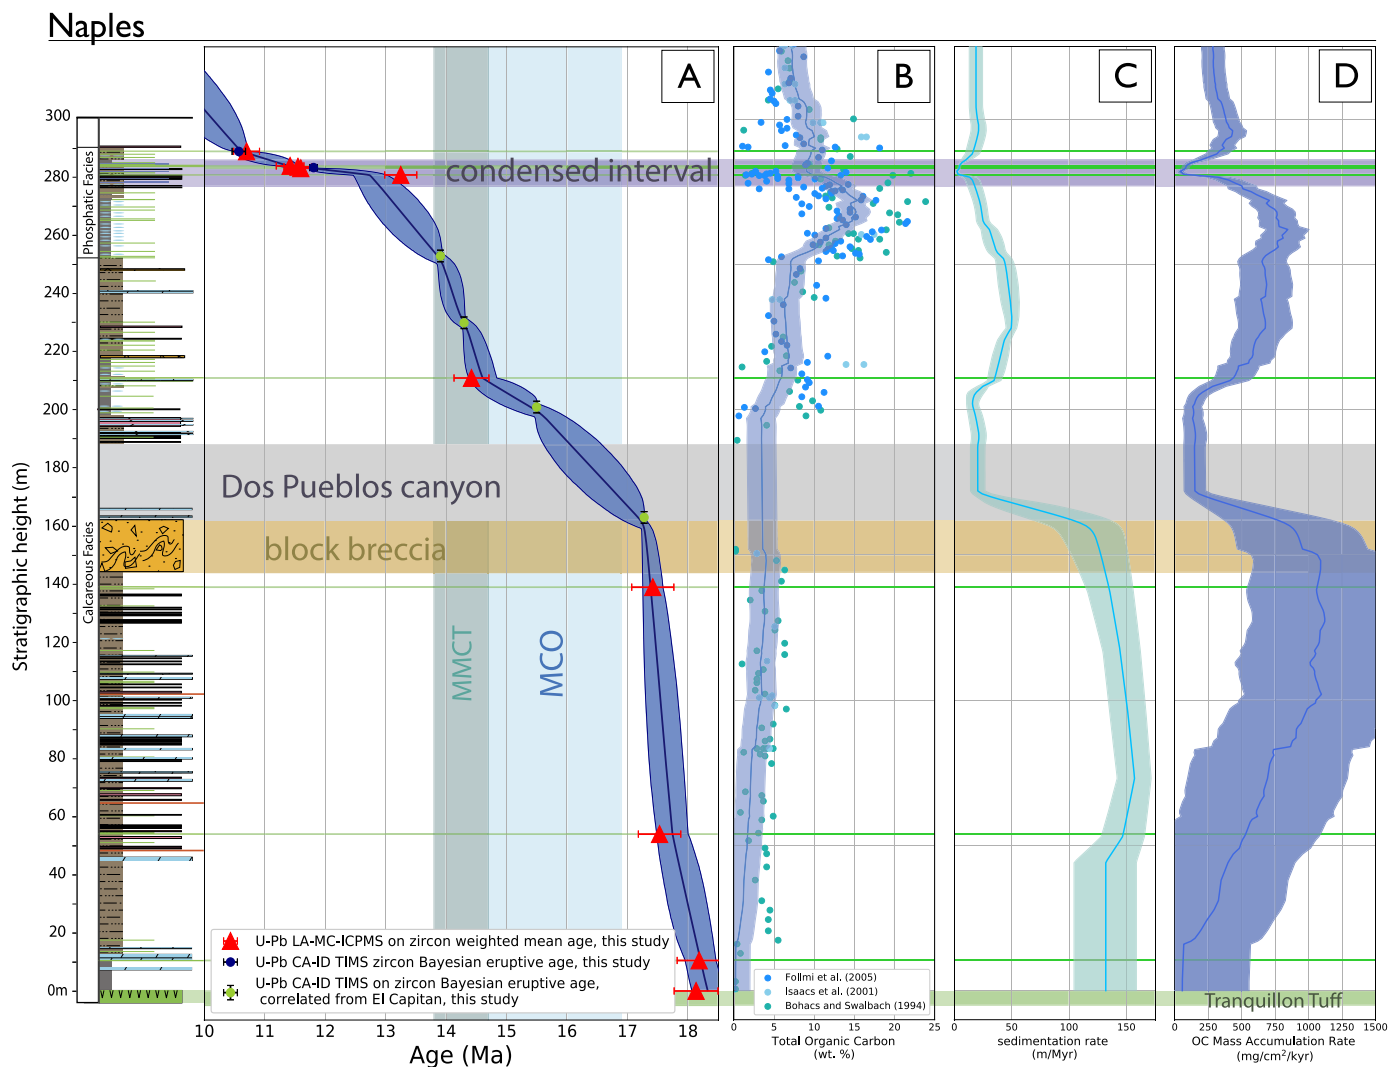 Naples
A
B
C
D
300
280
260
240
220
200
180
160
140
120
100
80
60
40
20
0m
Stratigraphic height (m)
Phosphatic Facies
Calcareous Facies
condensed interval
Dos Pueblos canyon
block breccia
MMCT
MCO
U-Pb LA-MC-ICPMS on zircon weighted mean age, this study
U-Pb CA-ID TIMS zircon Bayesian eruptive age, this study
U-Pb CA-ID TIMS on zircon Bayesian eruptive age,
correlated from El Capitan, this study
Follmi et al. (2005)
Isaacs et al. (2001)
Bohacs and Swalbach (1994)
Tranquillon Tuff
10 11 12 13 14 15 16 17 18
Age (Ma)
0 5 10 15 20 25
Total Organic Carbon
(wt. %)
0 50 100 150
sedimentation rate
(m/Myr)
0 250 500 750 1000 1250 1500
OC Mass Accumulation Rate
(mg/cm²/kyr)